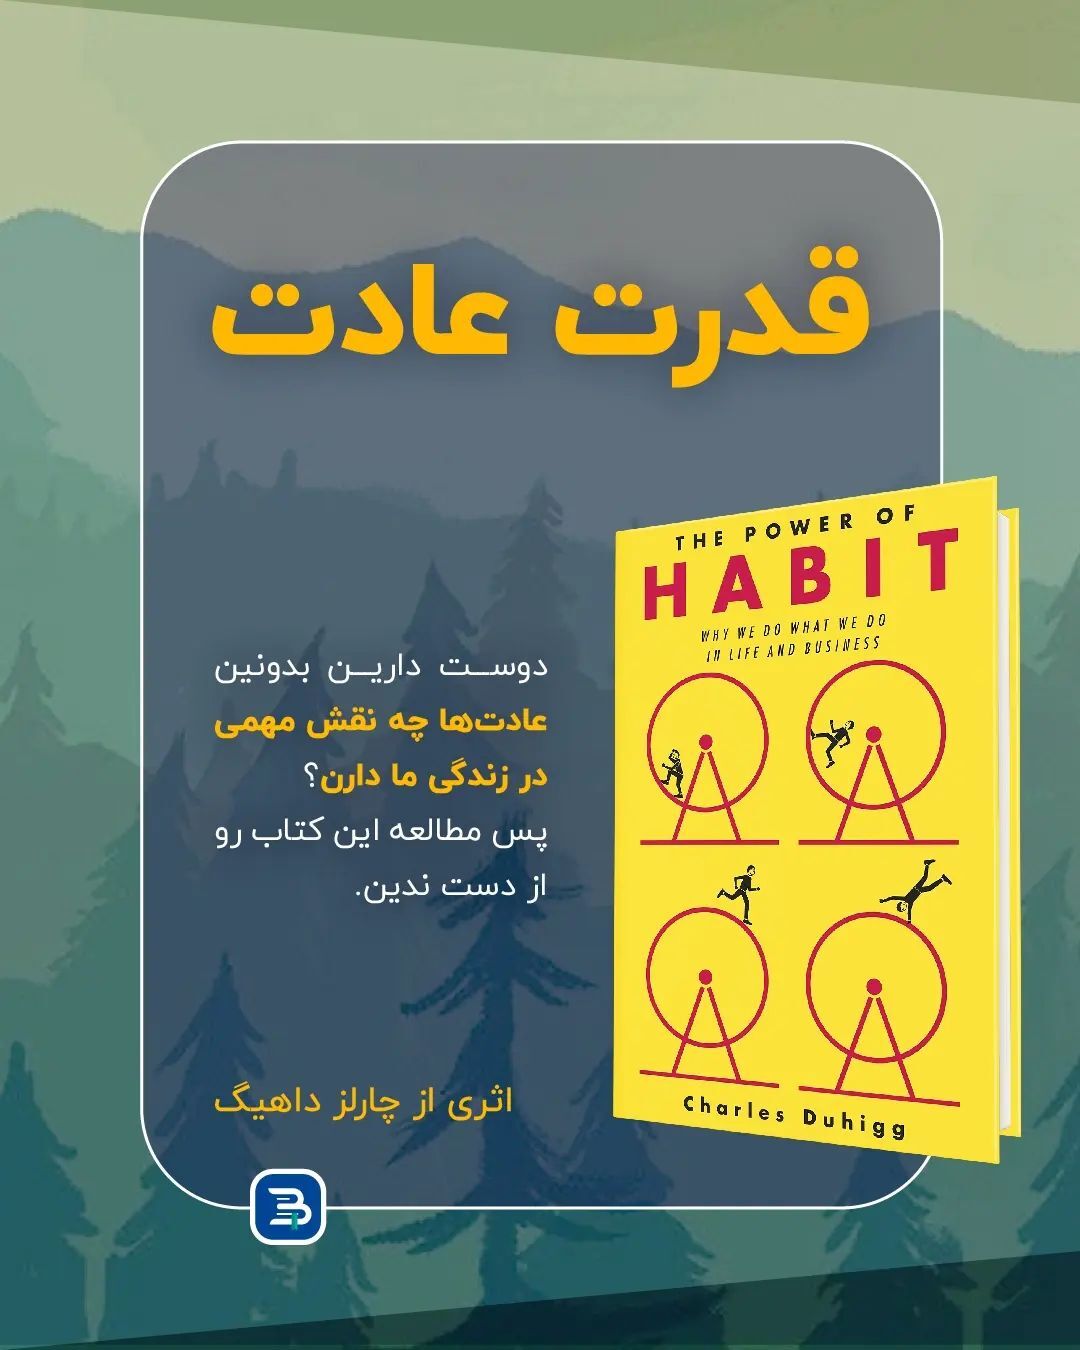 قدرت عادت
دوســت داریــن بدونین
عادت‌ها چه نقش مهمی
در زندگی ما دارن؟
پس مطالعه این کتاب رو
از دست ندین.
اثری از چارلز داهیگ
THE POWER OF
HABIT
WHY WE DO WHAT WE DO
IN LIFE AND BUSINESS
Charles Duhigg